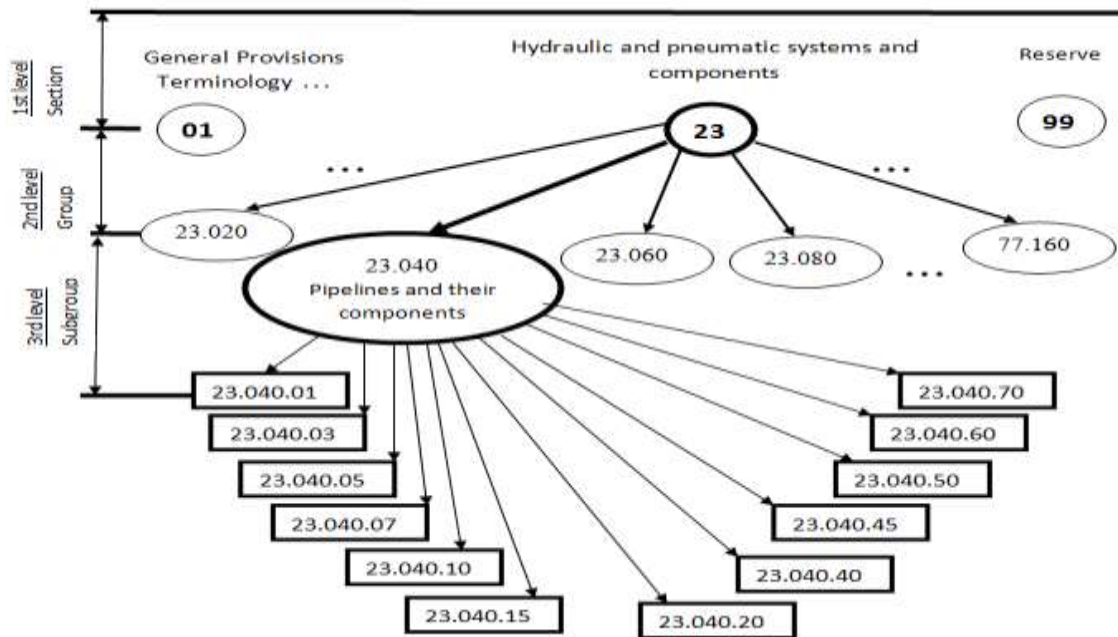 1st level
Section
General Provisions
Terminology ...
Hydraulic and pneumatic systems and
components
Reserve
01
23
99
...
...
2nd level
Group
23.020
23.040
Pipelines and their
components
23.060
23.080
...
77.160
3rd level
Subgroup
23.040.01
23.040.03
23.040.05
23.040.07
23.040.10
23.040.15
23.040.20
23.040.40
23.040.45
23.040.50
23.040.60
23.040.70